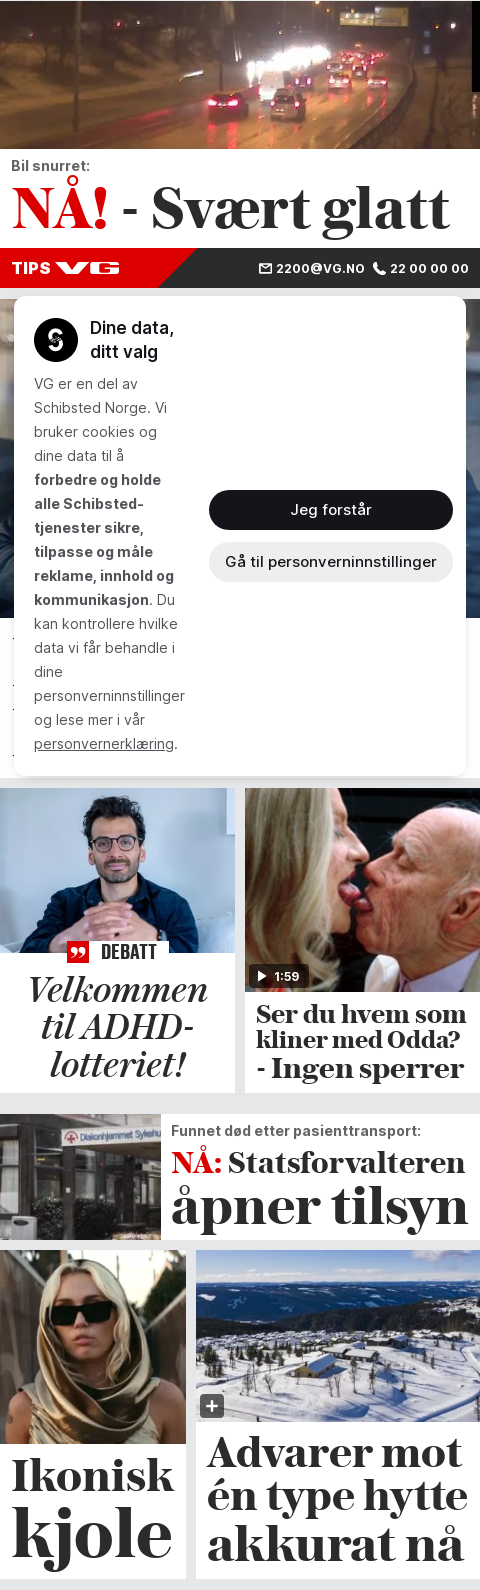 Bil snurret:
NÅ! - Svært glatt
TIPS VG 2200@VG.NO 22 00 00 00
Dine data,
ditt valg
VG er en del av
Schibsted Norge. Vi
bruker cookies og
dine data til å
forbedre og holde
alle Schibsted-
tjenester sikre,
tilpasse og måle
reklame, innhold og
kommunikasjon. Du
kan kontrollere hvilke
data vi får behandle i
dine
personverninnstillinger
og lese mer i vår
personvernerklæring.
Jeg forstår
Gå til personverninnstillinger
DEBATT
Velkommen
til ADHD-
lotteriet!
1:59
Ser du hvem som
kliner med Odda?
- Ingen sperrer
Diakonhjemmet Sykehus
Funnet død etter pasienttransport:
NÅ: Statsforvalteren
åpner tilsyn
Ikonisk
kjole
Advarer mot
én type hytte
akkurat nå